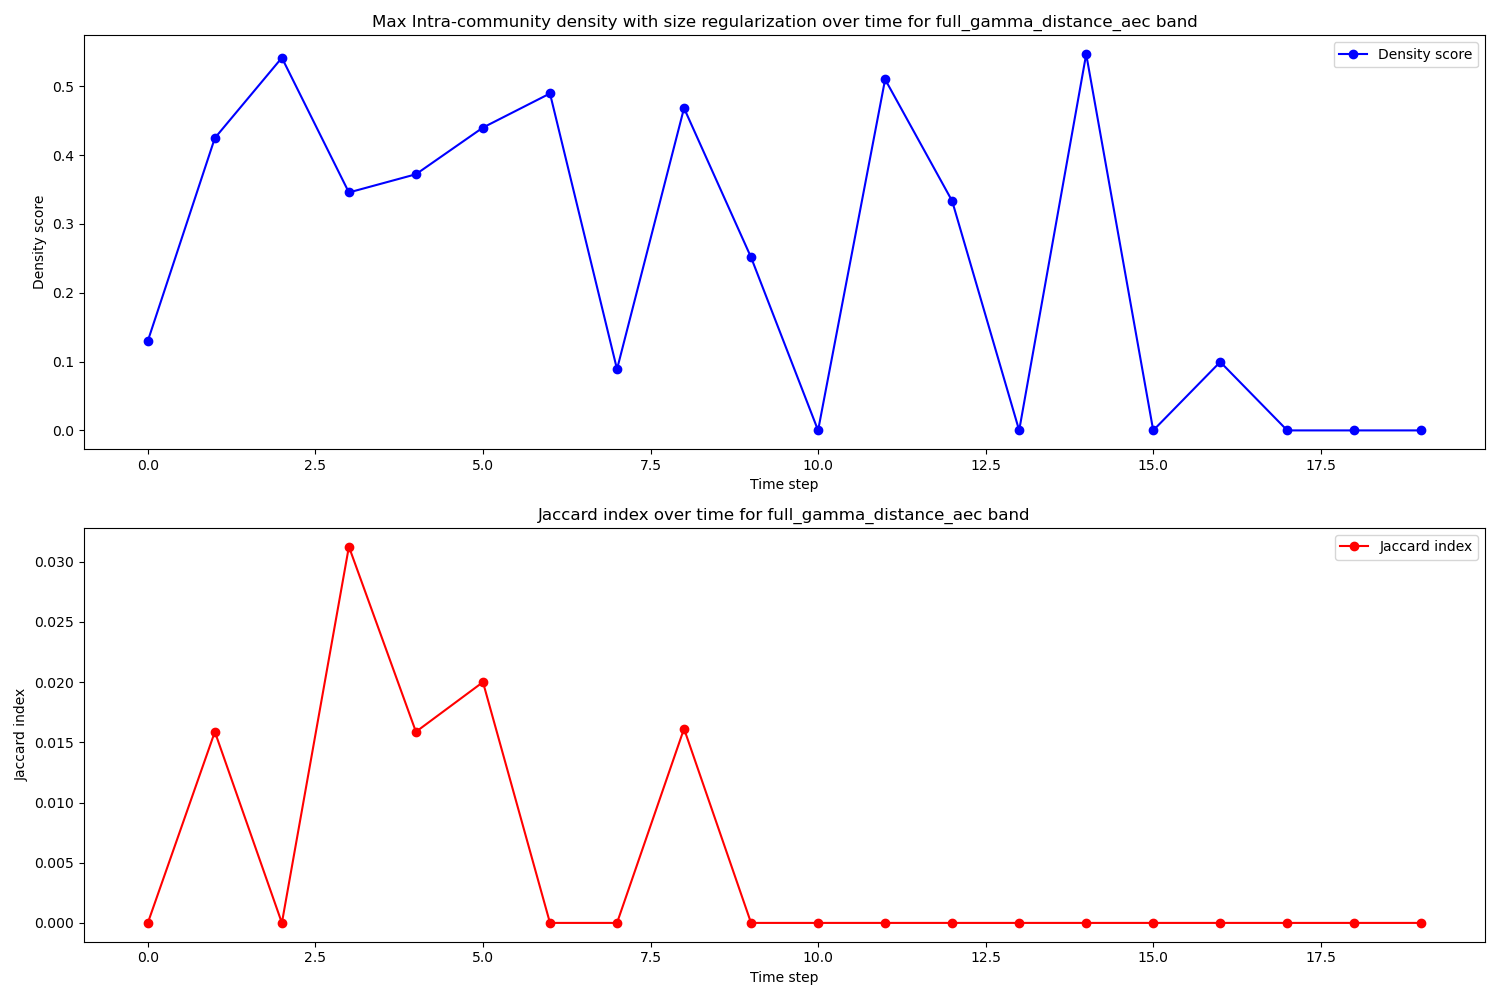 Max Intra-community density with size regularization over time for full_gamma_distance_aec band
Density score
0.5
0.4
0.3
0.2
0.1
0.0
Density score
0.0 2.5 5.0 7.5 10.0 12.5 15.0 17.5
Time step
Jaccard index over time for full_gamma_distance_aec band
Jaccard index
0.030
0.025
0.020
0.015
0.010
0.005
0.000
Jaccard index
0.0 2.5 5.0 7.5 10.0 12.5 15.0 17.5
Time step